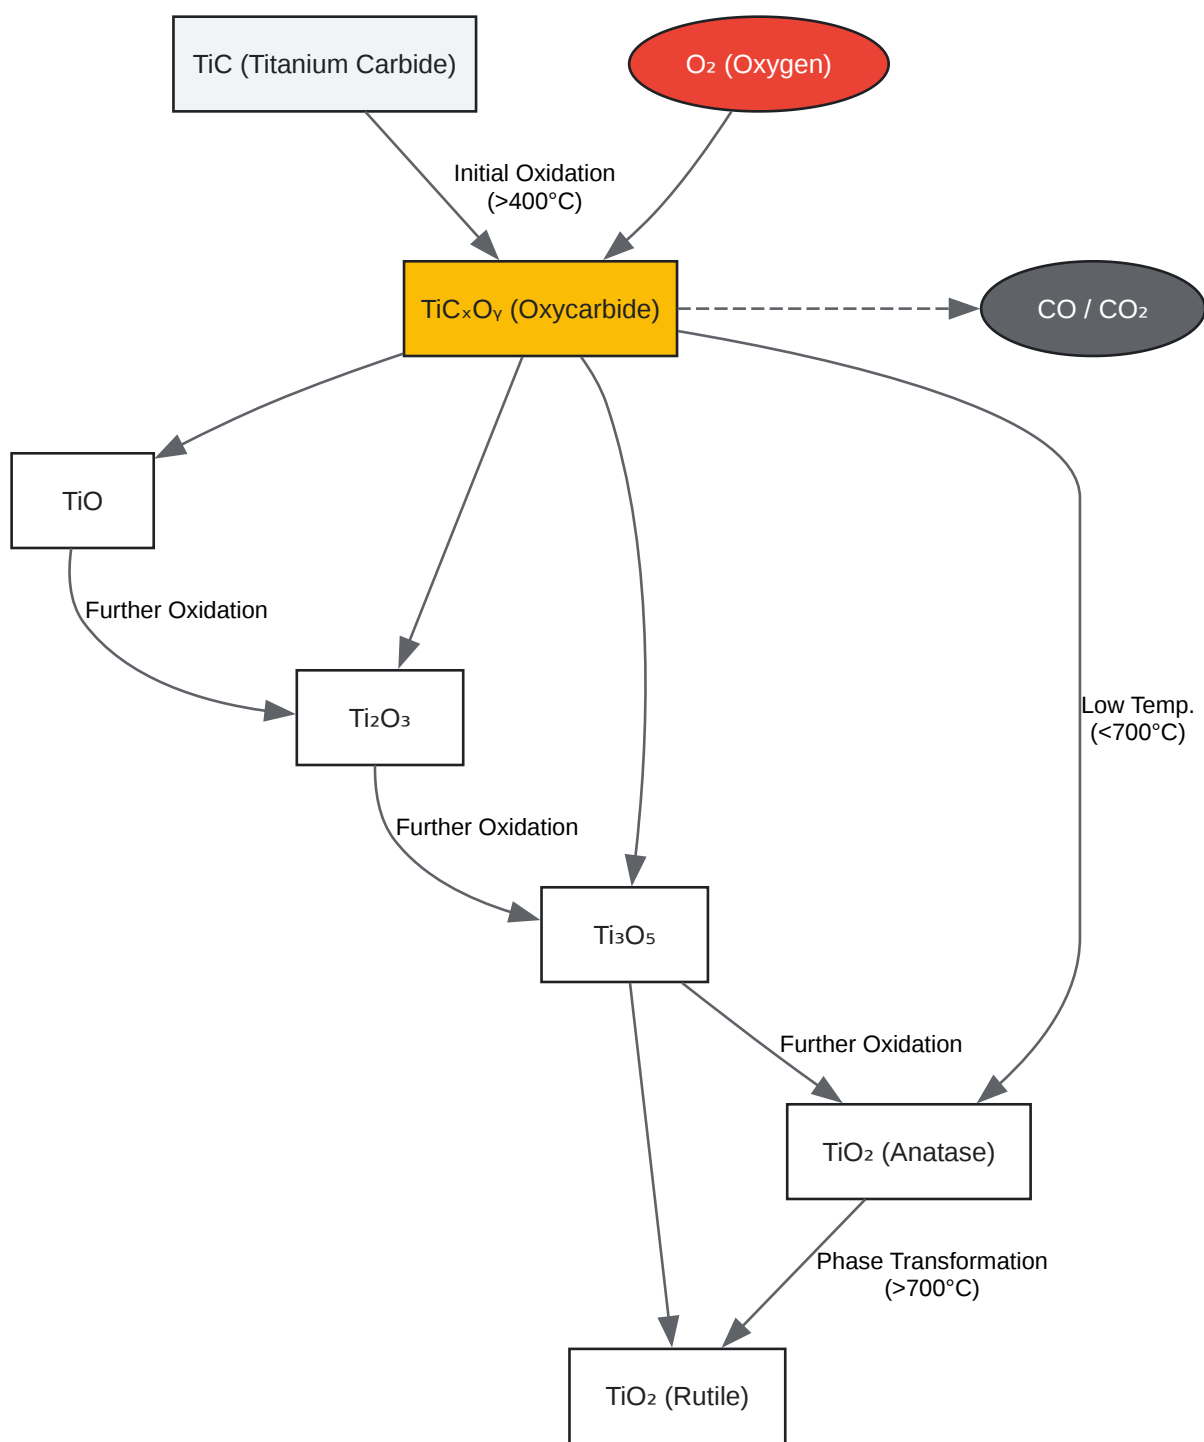 TiC (Titanium Carbide)
O₂ (Oxygen)
Initial Oxidation
(>400°C)
TiCₓOᵧ (Oxycarbide)
CO / CO₂
TiO
Further Oxidation
Ti₂O₃
Low Temp.
(<700°C)
Further Oxidation
Ti₃O₅
Further Oxidation
TiO₂ (Anatase)
Phase Transformation
(>700°C)
TiO₂ (Rutile)